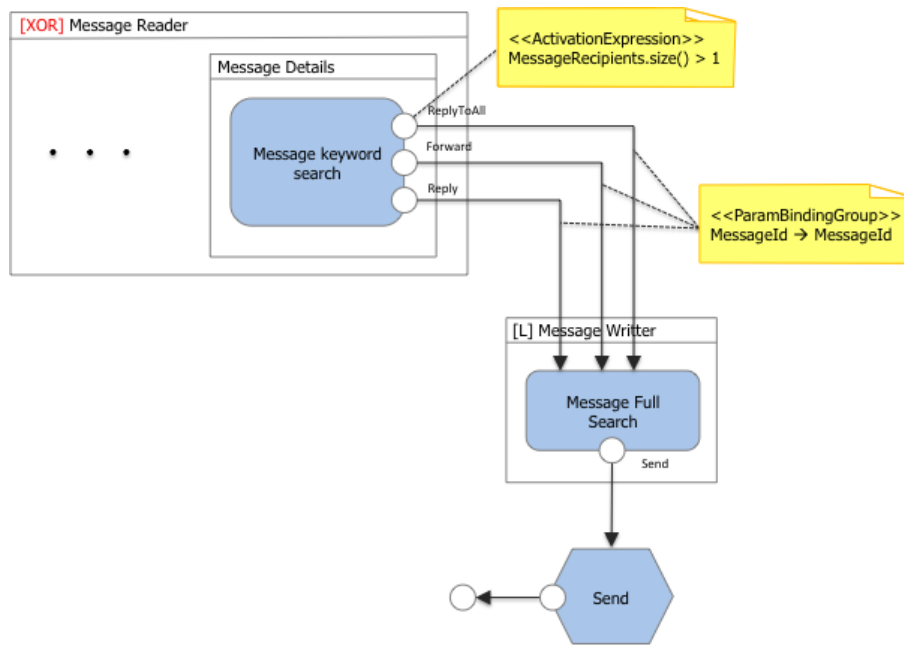 [XOR] Message Reader
<<ActivationExpression>>
MessageRecipients.size() > 1
Message Details
ReplyToAll
Message keyword
search
Forward
Reply
<<ParamBindingGroup>>
MessageId → MessageId
[L] Message Writter
Message Full
Search
Send
Send